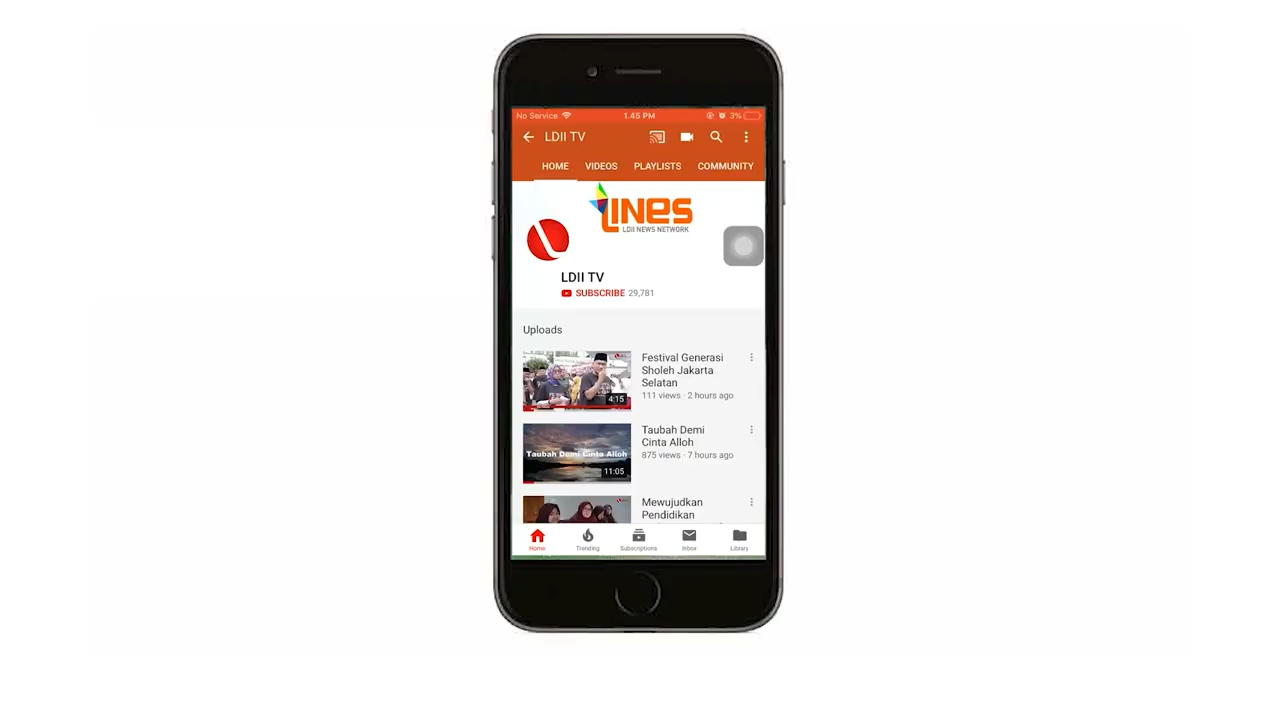 No Service 1.45 PM 3%
LDII TV
HOME VIDEOS PLAYLISTS COMMUNITY
LINES
LDII NEWS NETWORK
LDII TV
SUBSCRIBE 29,781
Uploads
Festival Generasi
Sholeh Jakarta
Selatan
111 views · 2 hours ago
4:15
Taubah Demi
Cinta Alloh
875 views · 7 hours ago
Taubah Demi Cinta Alloh
11:05
Mewujudkan
Pendidikan
Home Trending Subscriptions Inbox Library